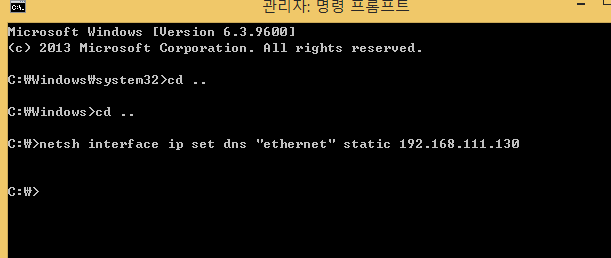 관리자: 명령 프롬프트
Microsoft Windows [Version 6.3.9600]
(c) 2013 Microsoft Corporation. All rights reserved.
C:₩Windows₩system32>cd ..
C:₩Windows>cd ..
C:₩>netsh interface ip set dns "ethernet" static 192.168.111.130
C:₩>